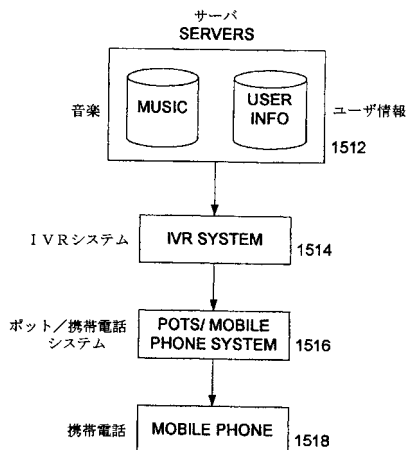 サーバ
SERVERS
音楽
MUSIC
USER
INFO
ユーザ情報
1512
IVRシステム
IVR SYSTEM
1514
ポット/携帯電話
システム
POTS/ MOBILE
PHONE SYSTEM
1516
携帯電話
MOBILE PHONE
1518